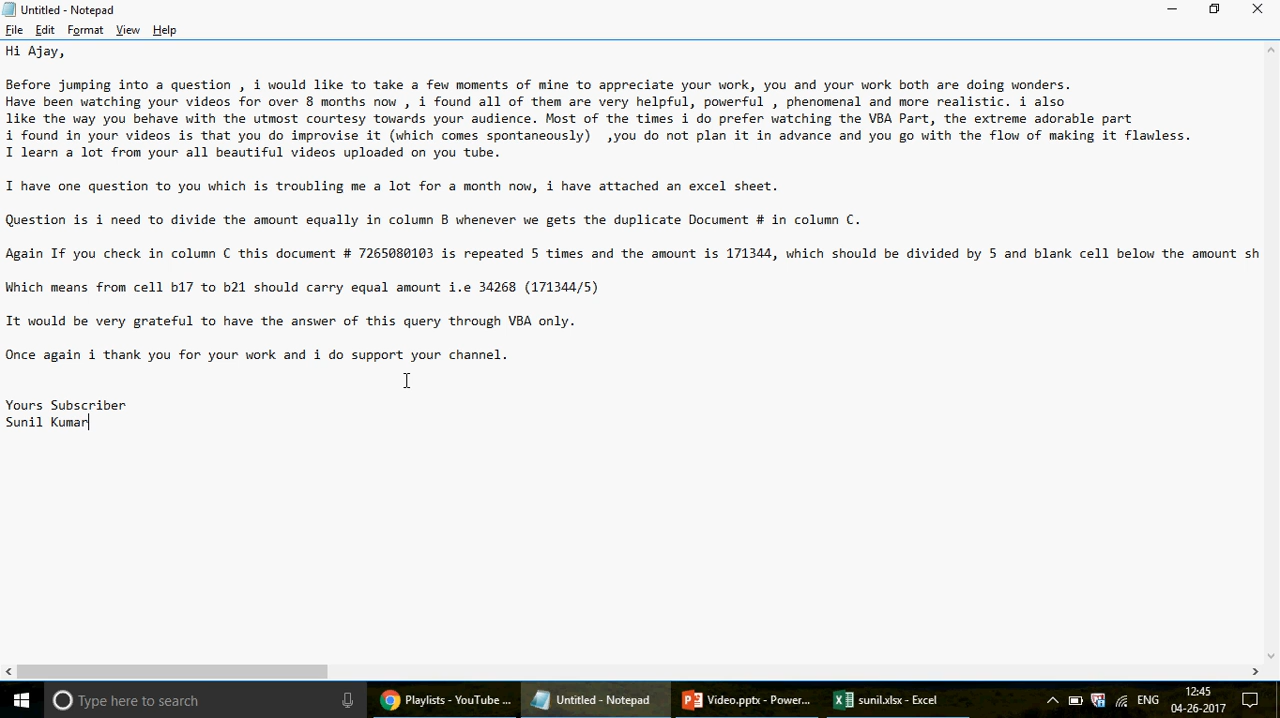 Untitled - Notepad
File Edit Format View Help
Hi Ajay,
Before jumping into a question , i would like to take a few moments of mine to appreciate your work, you and your work both are doing wonders.
Have been watching your videos for over 8 months now , i found all of them are very helpful, powerful , phenomenal and more realistic. i also
like the way you behave with the utmost courtesy towards your audience. Most of the times i do prefer watching the VBA Part, the extreme adorable part
i found in your videos is that you do improvise it (which comes spontaneously)  ,you do not plan it in advance and you go with the flow of making it flawless.
I learn a lot from your all beautiful videos uploaded on you tube.
I have one question to you which is troubling me a lot for a month now, i have attached an excel sheet.
Question is i need to divide the amount equally in column B whenever we gets the duplicate Document # in column C.
Again If you check in column C this document # 7265080103 is repeated 5 times and the amount is 171344, which should be divided by 5 and blank cell below the amount sh
Which means from cell b17 to b21 should carry equal amount i.e 34268 (171344/5)
It would be very grateful to have the answer of this query through VBA only.
Once again i thank you for your work and i do support your channel.
Yours Subscriber
Sunil Kumar
Type here to search
Playlists - YouTube ...
Untitled - Notepad
Video.pptx - Power...
sunil.xlsx - Excel
ENG
12:45
04-26-2017